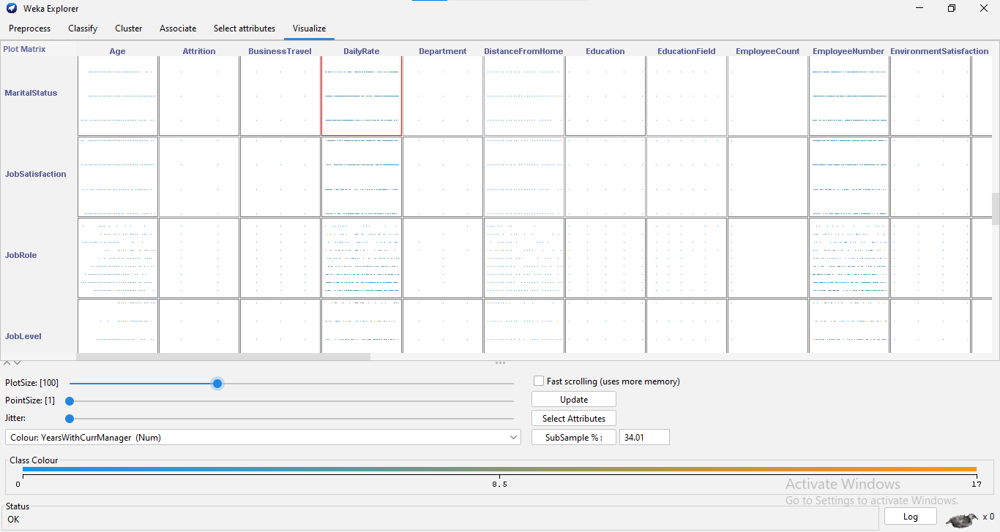 Weka Explorer
Preprocess Classify Cluster Associate Select attributes Visualize
Plot Matrix Age Attrition BusinessTravel DailyRate Department DistanceFromHome Education EducationField EmployeeCount EmployeeNumber EnvironmentSatisfaction
MaritalStatus
JobSatisfaction
JobRole
JobLevel
PlotSize: [100]
Fast scrolling (uses more memory)
PointSize: [1]
Update
Jitter:
Select Attributes
Colour: YearsWithCurrManager (Num)
SubSample % : 34.01
Class Colour
0 8.5 17
Activate Windows
Go to Settings to activate Windows.
Status
OK
Log x 0